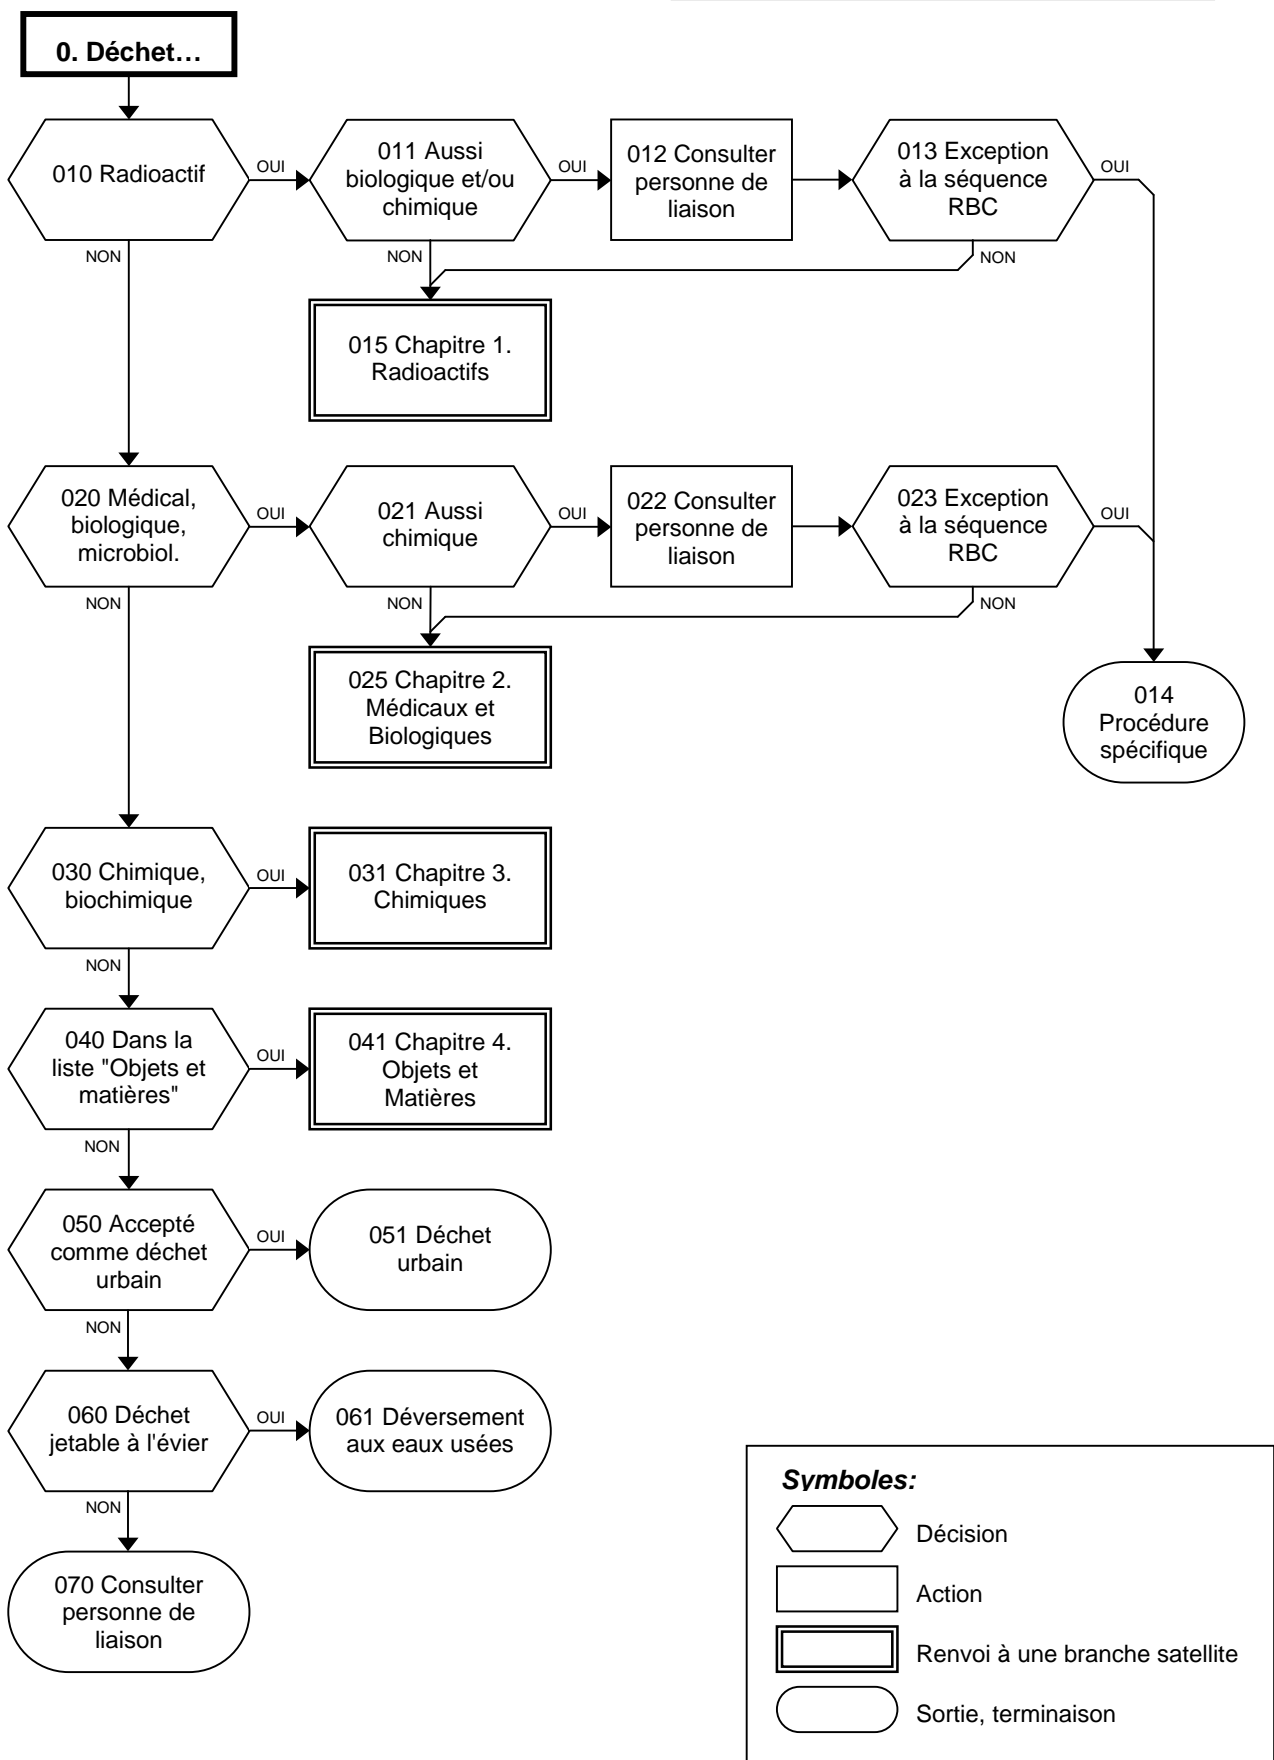 0. Déchet…
010 Radioactif
OUI
011 Aussi
biologique et/ou
chimique
OUI
012 Consulter
personne de
liaison
013 Exception
à la séquence
RBC
OUI
NON
NON
NON
015 Chapitre 1.
Radioactifs
020 Médical,
biologique,
microbiol.
OUI
021 Aussi
chimique
OUI
022 Consulter
personne de
liaison
023 Exception
à la séquence
RBC
OUI
NON
NON
NON
025 Chapitre 2.
Médicaux et
Biologiques
014
Procédure
spécifique
030 Chimique,
biochimique
OUI
031 Chapitre 3.
Chimiques
NON
040 Dans la
liste "Objets et
matières"
OUI
041 Chapitre 4.
Objets et
Matières
NON
050 Accepté
comme déchet
urbain
OUI
051 Déchet
urbain
NON
060 Déchet
jetable à l'évier
OUI
061 Déversement
aux eaux usées
NON
070 Consulter
personne de
liaison
Symboles:
Décision
Action
Renvoi à une branche satellite
Sortie, terminaison